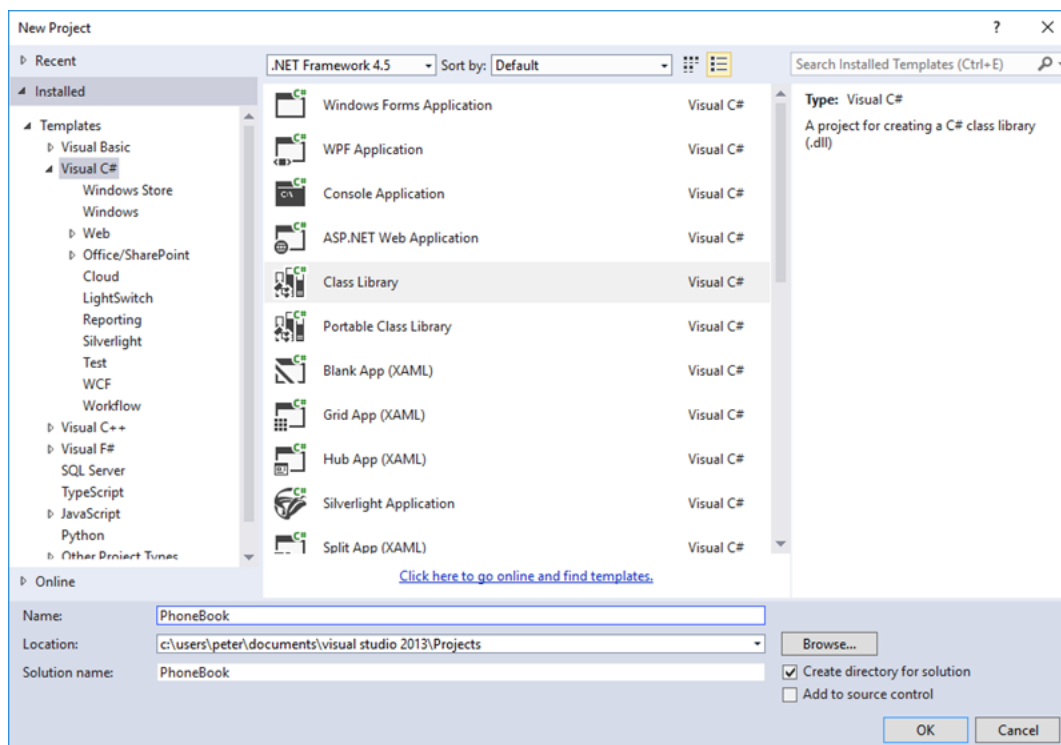 New Project
?
Recent
.NET Framework 4.5
Sort by:
Default
Search Installed Templates (Ctrl+E)
Installed
Templates
Visual Basic
Visual C#
Windows Store
Windows
Web
Office/SharePoint
Cloud
LightSwitch
Reporting
Silverlight
Test
WCF
Workflow
Visual C++
Visual F#
SQL Server
TypeScript
JavaScript
Python
Other Project Types
Online
Windows Forms Application Visual C#
WPF Application Visual C#
Console Application Visual C#
ASP.NET Web Application Visual C#
Class Library Visual C#
Portable Class Library Visual C#
Blank App (XAML) Visual C#
Grid App (XAML) Visual C#
Hub App (XAML) Visual C#
Silverlight Application Visual C#
Split App (XAML) Visual C#
Click here to go online and find templates.
Type: Visual C#
A project for creating a C# class library
(.dll)
Name: PhoneBook
Location: c:\users\peter\documents\visual studio 2013\Projects
Browse...
Solution name: PhoneBook
Create directory for solution
Add to source control
OK
Cancel